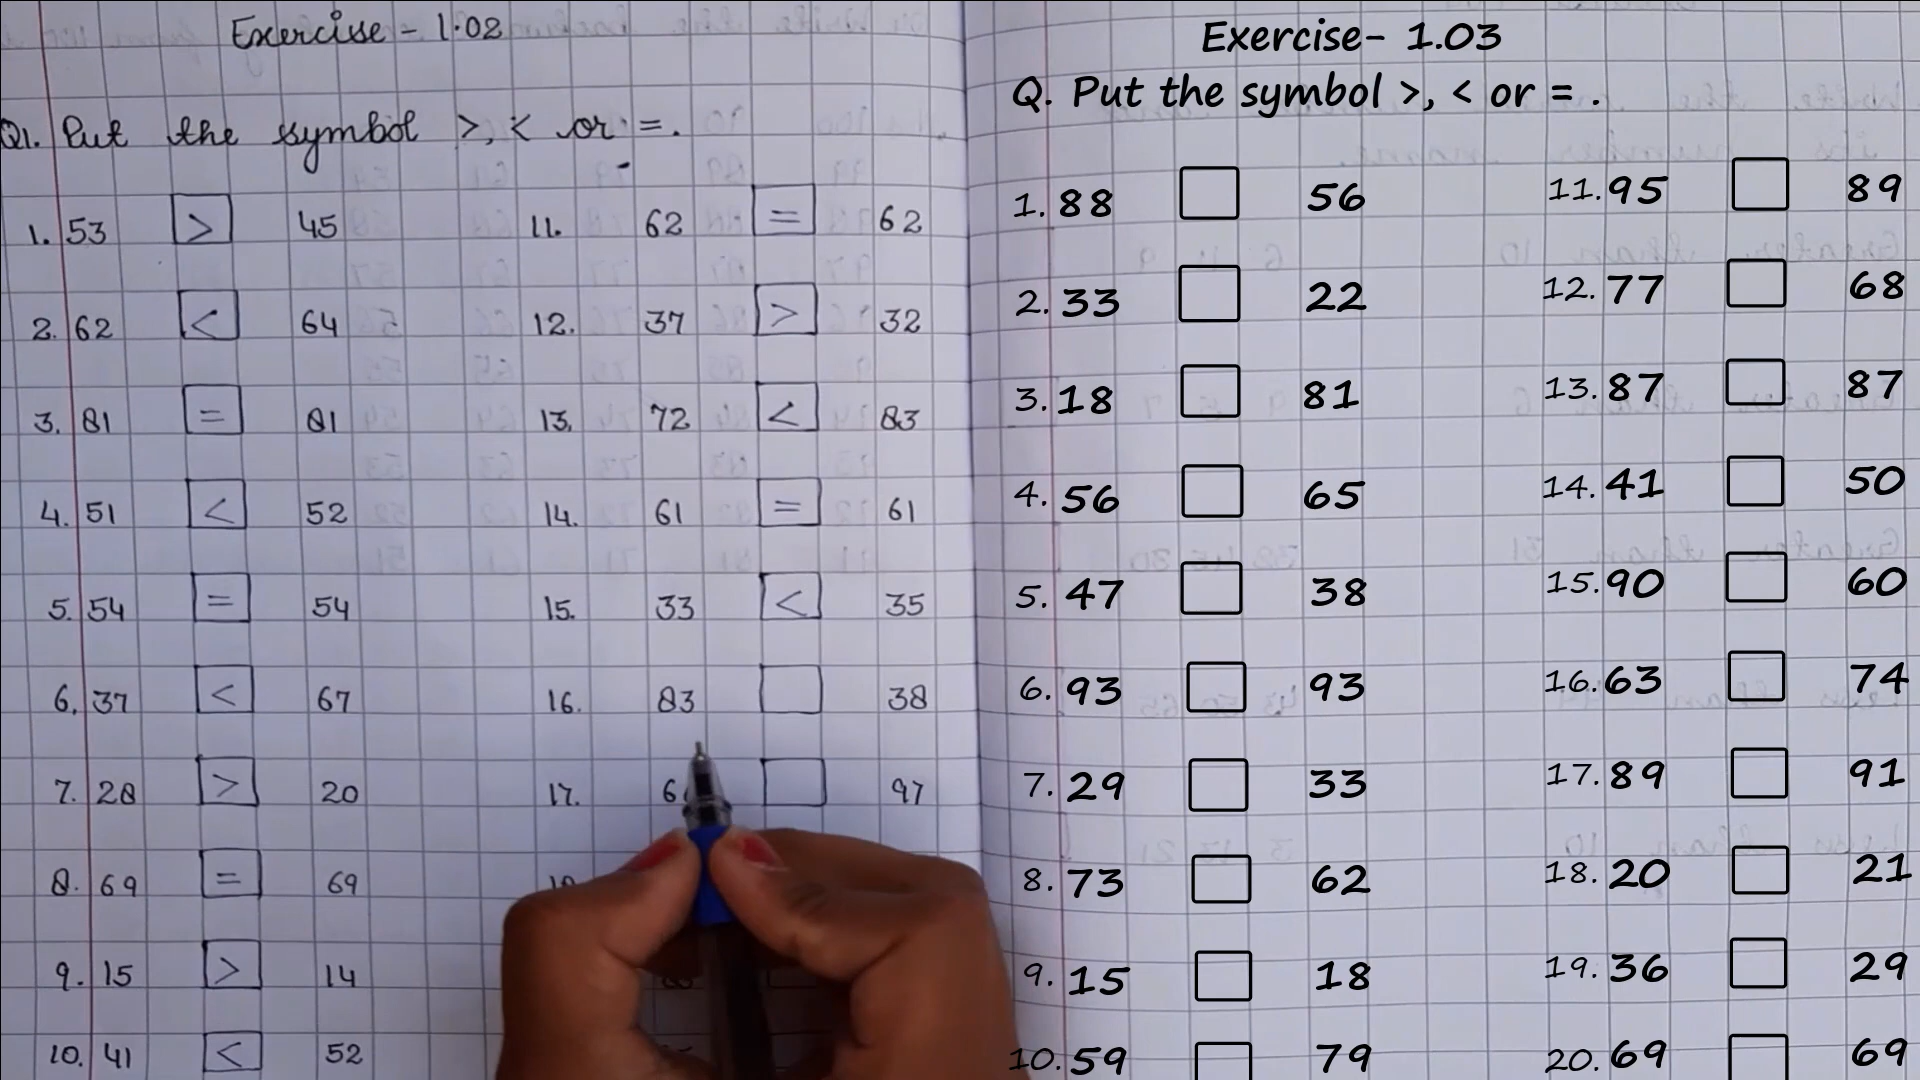 Exercise - 1.02
Q1. Put the symbol >, < or =.
1. 53 > 45
2. 62 < 64
3. 81 = 81
4. 51 < 52
5. 54 = 54
6. 37 < 67
7. 28 > 20
8. 69 = 69
9. 15 > 14
10. 41 < 52
11. 62 = 62
12. 37 > 32
13. 72 < 83
14. 61 = 61
15. 33 < 35
16. 83 38
17. 97
Exercise- 1.03
Q. Put the symbol >, < or = .
1. 88 56
2. 33 22
3. 18 81
4. 56 65
5. 47 38
6. 93 93
7. 29 33
8. 73 62
9. 15 18
10. 59 79
11. 95 89
12. 77 68
13. 87 87
14. 41 50
15. 90 60
16. 63 74
17. 89 91
18. 20 21
19. 36 29
20. 69 69